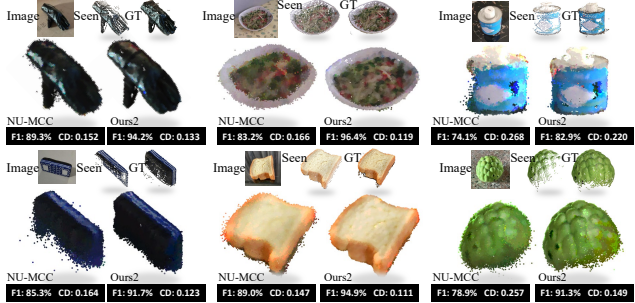 Image Seen GT
NU-MCC Ours2
F1: 89.3% CD: 0.152 F1: 94.2% CD: 0.133
Image Seen GT
NU-MCC Ours2
F1: 83.2% CD: 0.166 F1: 96.4% CD: 0.119
Image Seen GT
NU-MCC Ours2
F1: 74.1% CD: 0.268 F1: 82.9% CD: 0.220
Image Seen GT
NU-MCC Ours2
F1: 85.3% CD: 0.164 F1: 91.7% CD: 0.123
Image Seen GT
NU-MCC Ours2
F1: 89.0% CD: 0.147 F1: 94.9% CD: 0.111
Image Seen GT
NU-MCC Ours2
F1: 78.9% CD: 0.257 F1: 91.3% CD: 0.149